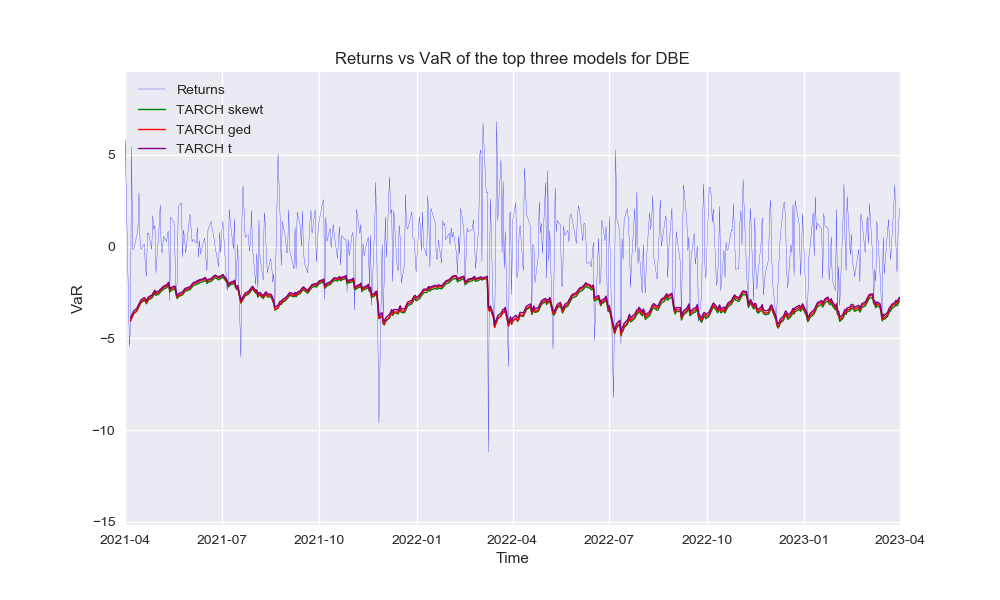 Returns vs VaR of the top three models for DBE
Returns
TARCH skewt
TARCH ged
TARCH t
5
0
−5
−10
−15
VaR
2021-04 2021-07 2021-10 2022-01 2022-04 2022-07 2022-10 2023-01 2023-04
Time